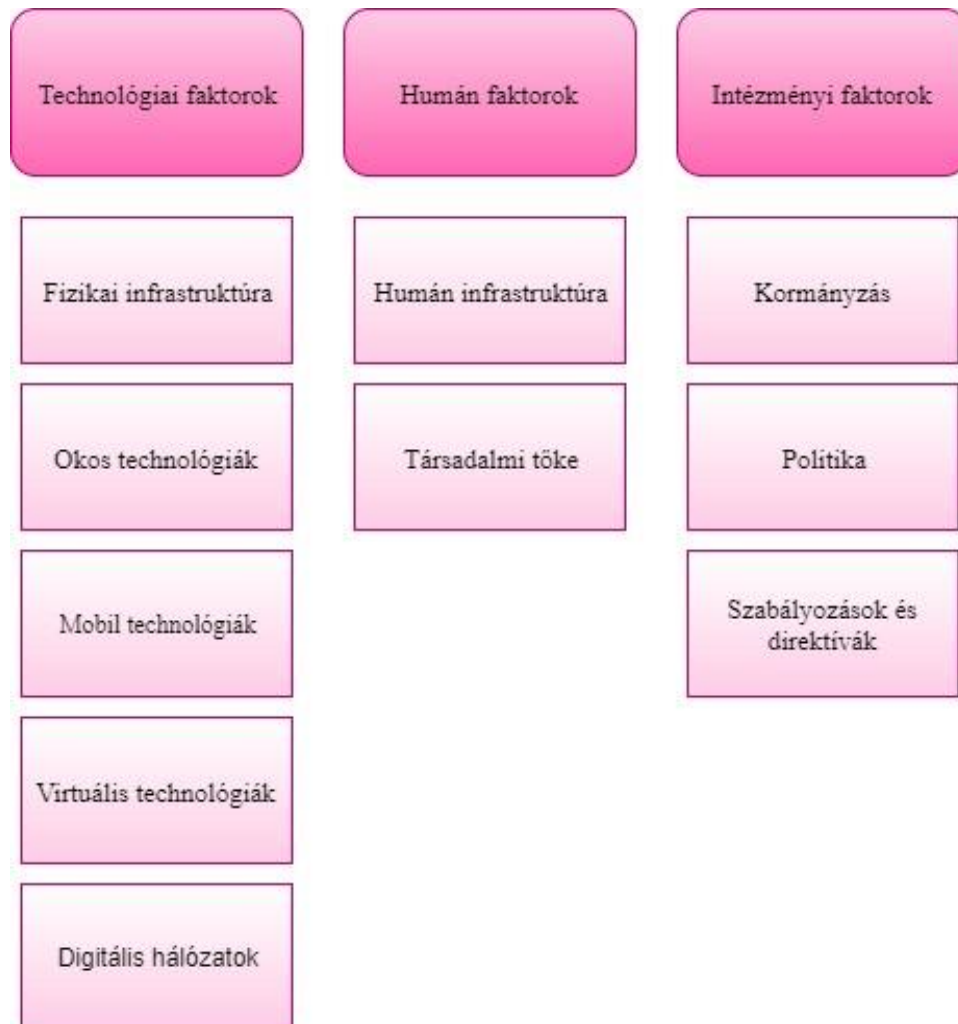 Technológiai faktorok
Fizikai infrastruktúra
Okos technológiák
Mobil technológiák
Virtuális technológiák
Digitális hálózatok
Humán faktorok
Humán infrastruktúra
Társadalmi tőke
Intézményi faktorok
Kormányzás
Politika
Szabályozások és
direktívák